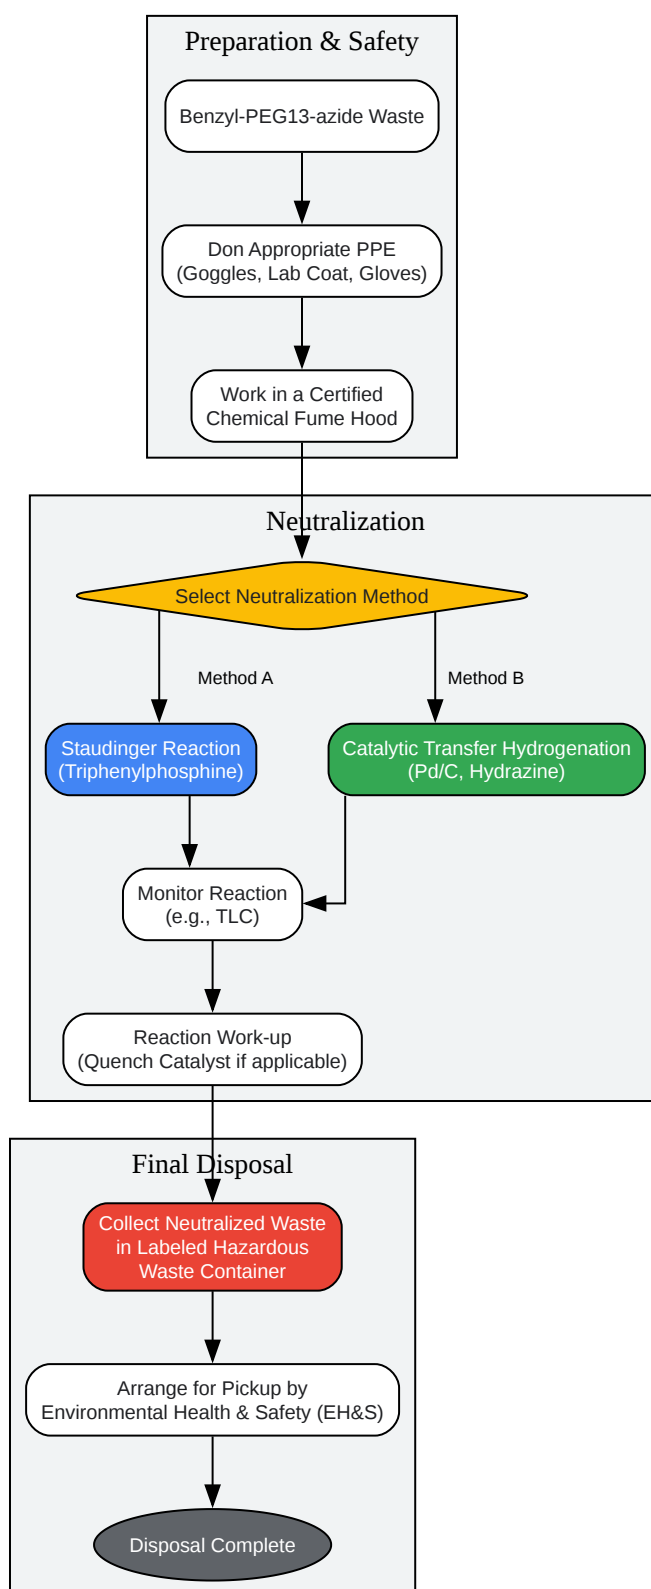 Preparation & Safety
Benzyl-PEG13-azide Waste
Don Appropriate PPE
(Goggles, Lab Coat, Gloves)
Work in a Certified
Chemical Fume Hood
Neutralization
Select Neutralization Method
Method A
Method B
Staudinger Reaction
(Triphenylphosphine)
Catalytic Transfer Hydrogenation
(Pd/C, Hydrazine)
Monitor Reaction
(e.g., TLC)
Reaction Work-up
(Quench Catalyst if applicable)
Final Disposal
Collect Neutralized Waste
in Labeled Hazardous
Waste Container
Arrange for Pickup by
Environmental Health & Safety (EH&S)
Disposal Complete